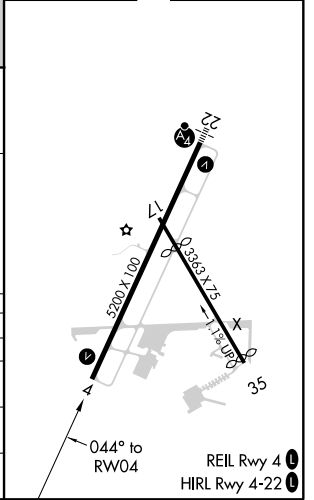 22
A4
V
17
3363 X 75
5200 X 100
1.1% UP
X
V
4
35
044° to
RW04
REIL Rwy 4 L
HIRL Rwy 4-22 L